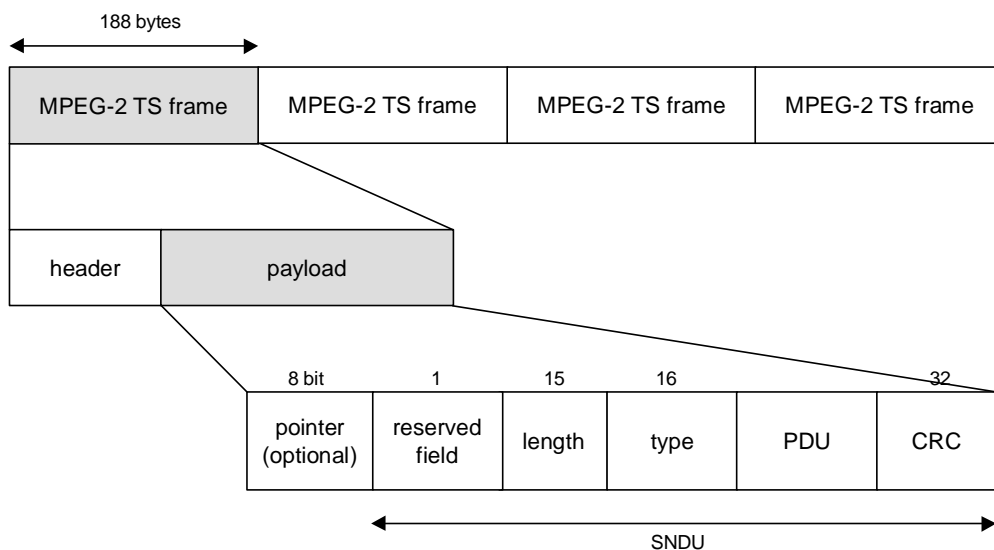 188 bytes
MPEG-2 TS frame MPEG-2 TS frame MPEG-2 TS frame MPEG-2 TS frame
header payload
8 bit 1 15 16 32
pointer (optional) reserved field length type PDU CRC
SNDU